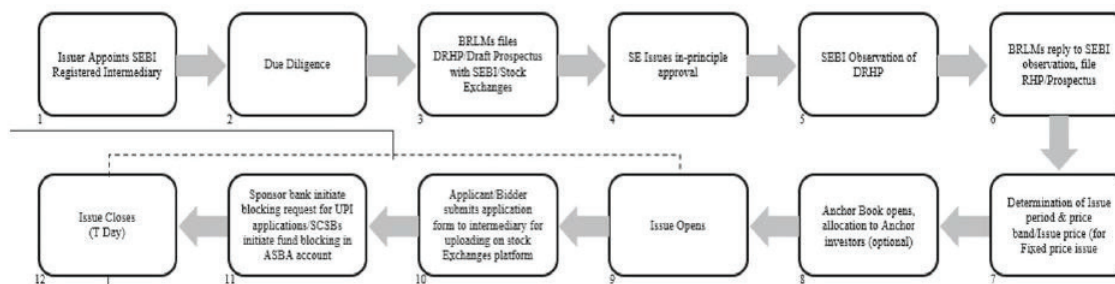 Issuer Appoints SEBI
Registered Intermediary
1
Due Diligence
2
BRLMs files
DRHP/Draft Prospectus
with SEBI/Stock
Exchanges
3
SE Issues in-principle
approval
4
SEBI Observation of
DRHP
5
BRLMs reply to SEBI
observation, file
RHP/Prospectus
6
Determination of Issue
period & price
band/Issue price (for
Fixed price issue
7
Anchor Book opens,
allocation to Anchor
investors (optional)
8
Issue Opens
9
Applicant/Bidder
submits application
form to intermediary for
uploading on stock
Exchanges platform
10
Sponsor bank initiate
blocking request for UPI
applications/SCSBs
initiate fund blocking in
ASBA account
11
Issue Closes
(T Day)
12